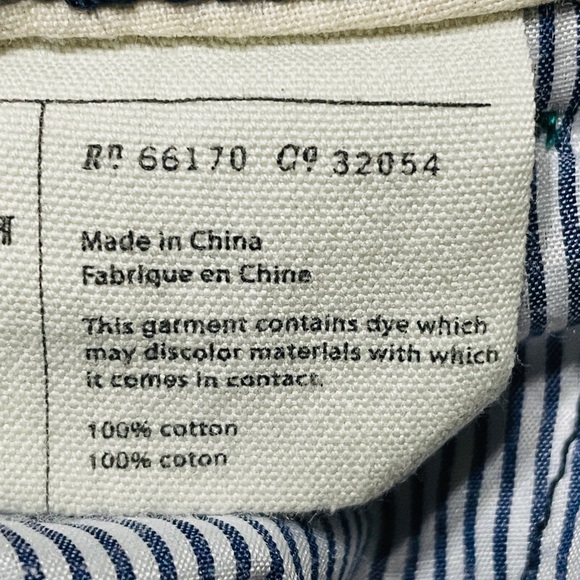 Rn 66170 Ca 32054
Made in China
Fabrique en Chine
This garment contains dye which
may discolor materials with which
it comes in contact.
100% cotton
100% coton